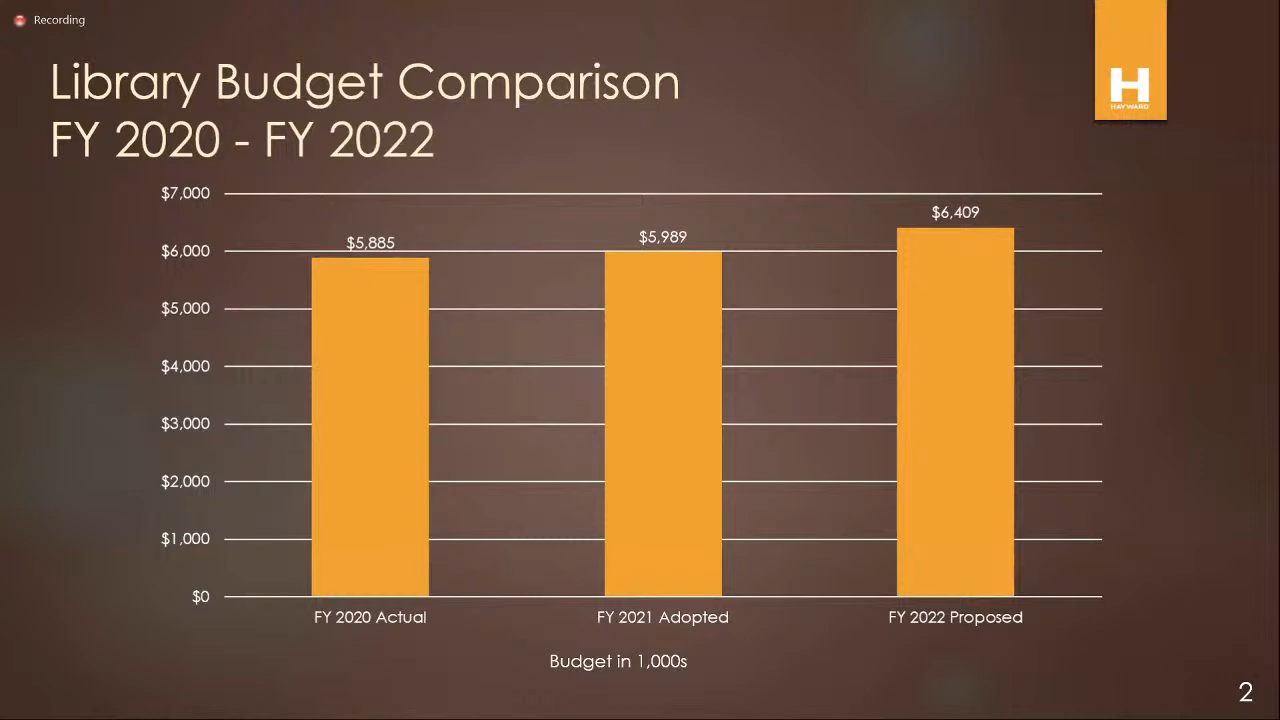 Recording
Library Budget Comparison
FY 2020 - FY 2022
H
HAYWARD
$7,000
$6,000
$5,000
$4,000
$3,000
$2,000
$1,000
$0
$5,885
$5,989
$6,409
FY 2020 Actual
FY 2021 Adopted
FY 2022 Proposed
Budget in 1,000s
2